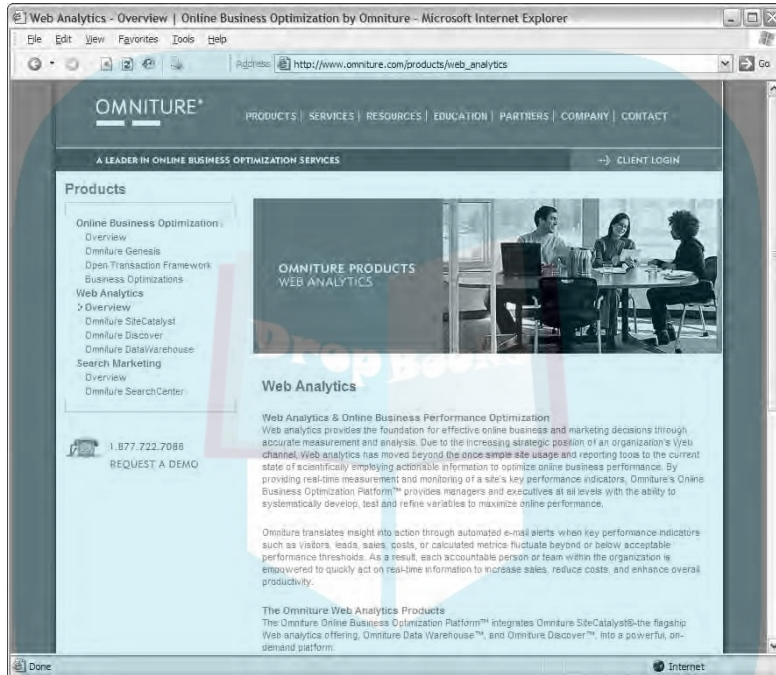 Web Analytics - Overview | Online Business Optimization by Omniture - Microsoft Internet Explorer
File Edit View Favorites Tools Help
Address http://www.omniture.com/products/web_analytics Go
OMNITURE
PRODUCTS | SERVICES | RESOURCES | EDUCATION | PARTNERS | COMPANY | CONTACT
A LEADER IN ONLINE BUSINESS OPTIMIZATION SERVICES
CLIENT LOGIN
Products
Online Business Optimization
Overview
Omniture Genesis
Open Transaction Framework
Business Optimizations
Web Analytics
> Overview
Omniture SiteCatalyst
Omniture Discover
Omniture DataWarehouse
Search Marketing
Overview
Omniture SearchCenter
1.877.722.7088
REQUEST A DEMO
OMNITURE PRODUCTS
WEB ANALYTICS
Drop Books
Web Analytics
Web Analytics & Online Business Performance Optimization
Web analytics provides the foundation for effective online business and marketing decisions through
accurate measurement and analysis. Due to the increasing strategic position of an organization's Web
channel, Web analytics has moved beyond the once simple site usage and reporting tools to the current
state of scientifically employing actionable information to optimize online business performance. By
providing real-time measurement and monitoring of a site's key performance indicators, Omniture's Online
Business Optimization Platform™ provides managers and executives at all levels with the ability to
systematically develop, test and refine variables to maximize online performance.
Omniture translates insight into action through automated e-mail alerts when key performance indicators
such as visitors, leads, sales, costs, or calculated metrics fluctuate beyond or below acceptable
performance thresholds. As a result, each accountable person or team within the organization is
empowered to quickly act on real-time information to increase sales, reduce costs, and enhance overall
productivity.
The Omniture Web Analytics Products
The Omniture Online Business Optimization Platform™ integrates Omniture SiteCatalyst®-the flagship
Web analytics offering, Omniture Data Warehouse™, and Omniture Discover™, into a powerful, on-
demand platform.
Done
Internet